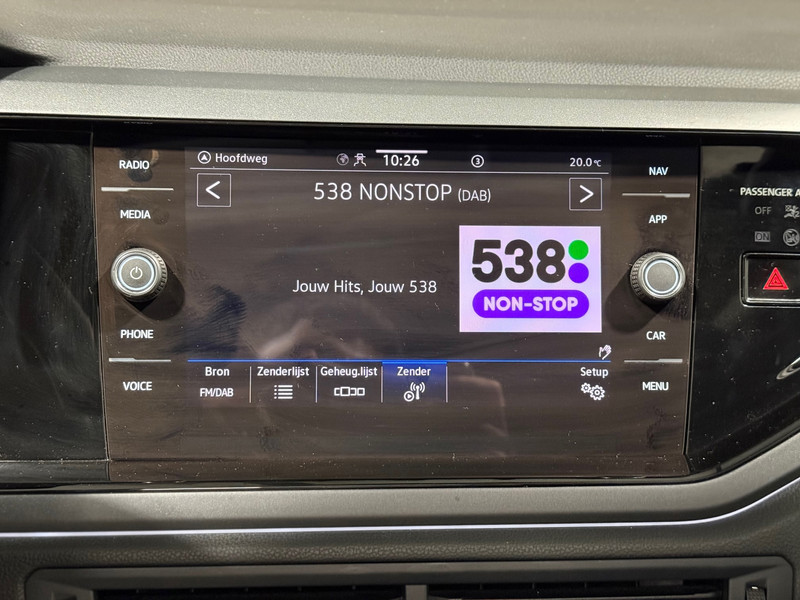 RADIO
MEDIA
PHONE
VOICE
Hoofdweg
10:26
3
20.0°C
538 NONSTOP (DAB)
Jouw Hits, Jouw 538
538
NON-STOP
Bron
FM/DAB
Zenderlijst
Geheug.lijst
Zender
Setup
NAV
APP
CAR
MENU
PASSENGER A
OFF
ON